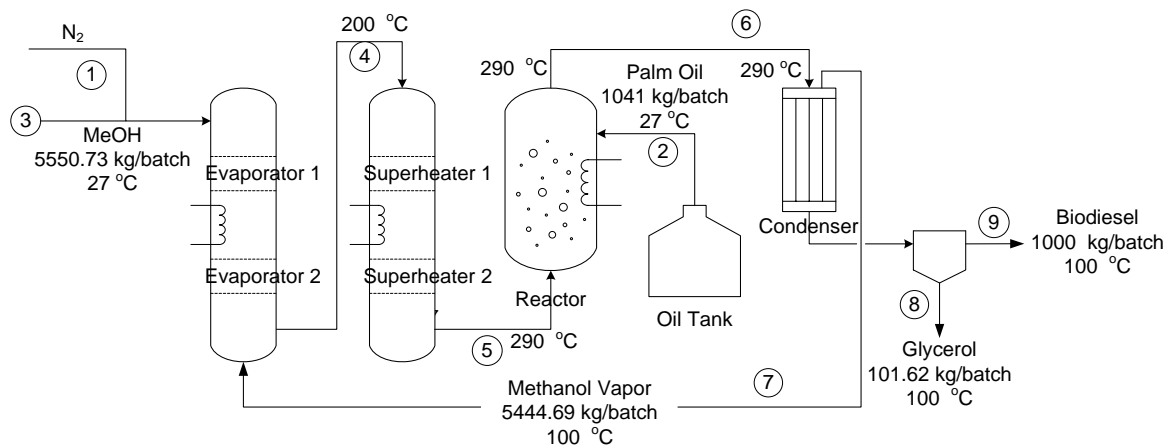 N₂
1
3
MeOH
5550.73 kg/batch
27 °C
Evaporator 1
Evaporator 2
200 °C
4
Superheater 1
Superheater 2
5
290 °C
290 °C
Reactor
6
Palm Oil
1041 kg/batch
27 °C
2
Oil Tank
290 °C
Condenser
9
Biodiesel
1000 kg/batch
100 °C
8
Glycerol
101.62 kg/batch
100 °C
7
Methanol Vapor
5444.69 kg/batch
100 °C